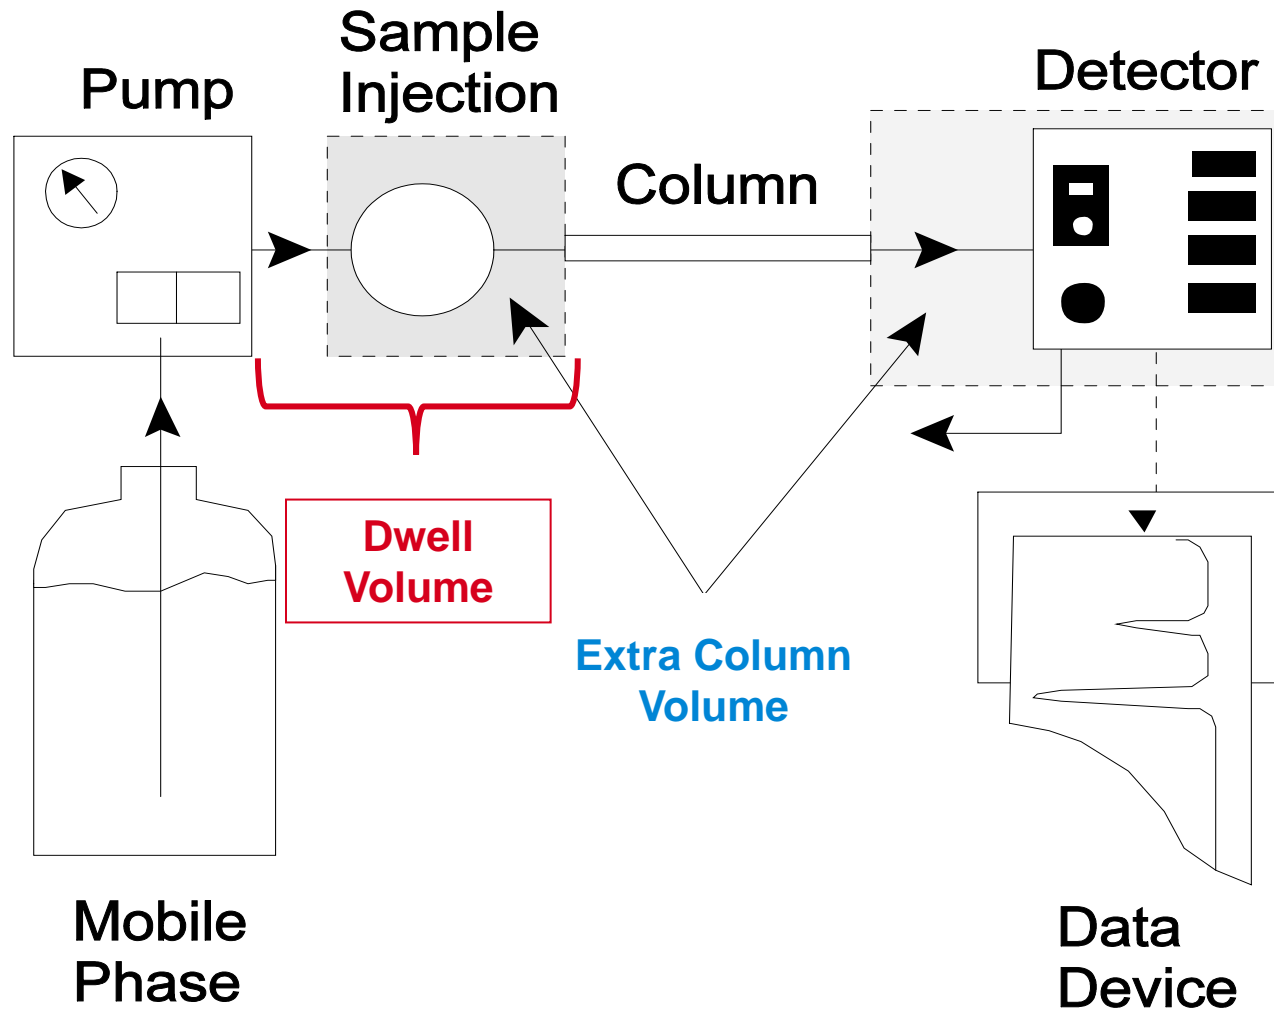 Sample
Injection
Pump
Detector
Column
Dwell
Volume
Extra Column
Volume
Mobile
Phase
Data
Device